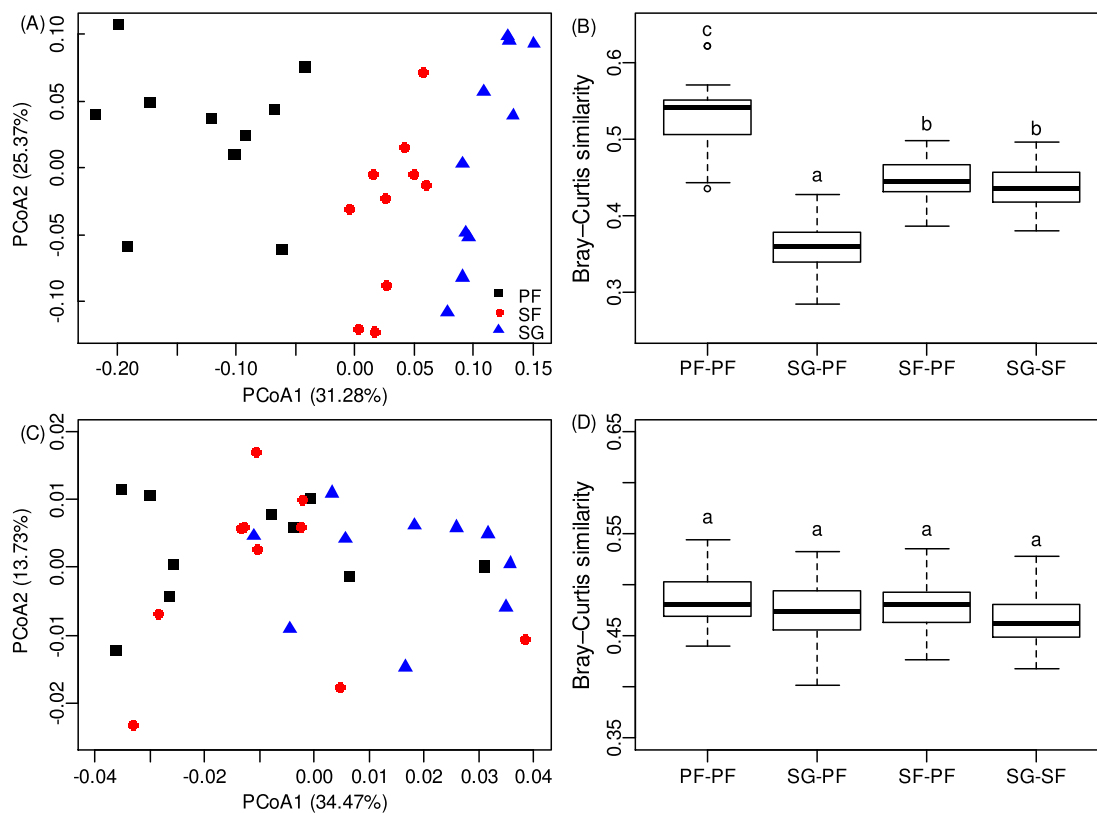 (A)
PCoA2 (25.37%)
0.10
0.05
0.00
-0.05
-0.10
PF
SF
SG
-0.20
-0.10
0.00
0.05
0.10
0.15
PCoA1 (31.28%)
(B)
Bray−Curtis similarity
0.6
0.5
0.4
0.3
c
a
b
b
PF-PF
SG-PF
SF-PF
SG-SF
(C)
PCoA2 (13.73%)
0.02
0.01
0.00
-0.01
-0.02
-0.04
-0.02
0.00
0.01
0.02
0.03
0.04
PCoA1 (34.47%)
(D)
Bray−Curtis similarity
0.65
0.55
0.45
0.35
a
a
a
a
PF-PF
SG-PF
SF-PF
SG-SF